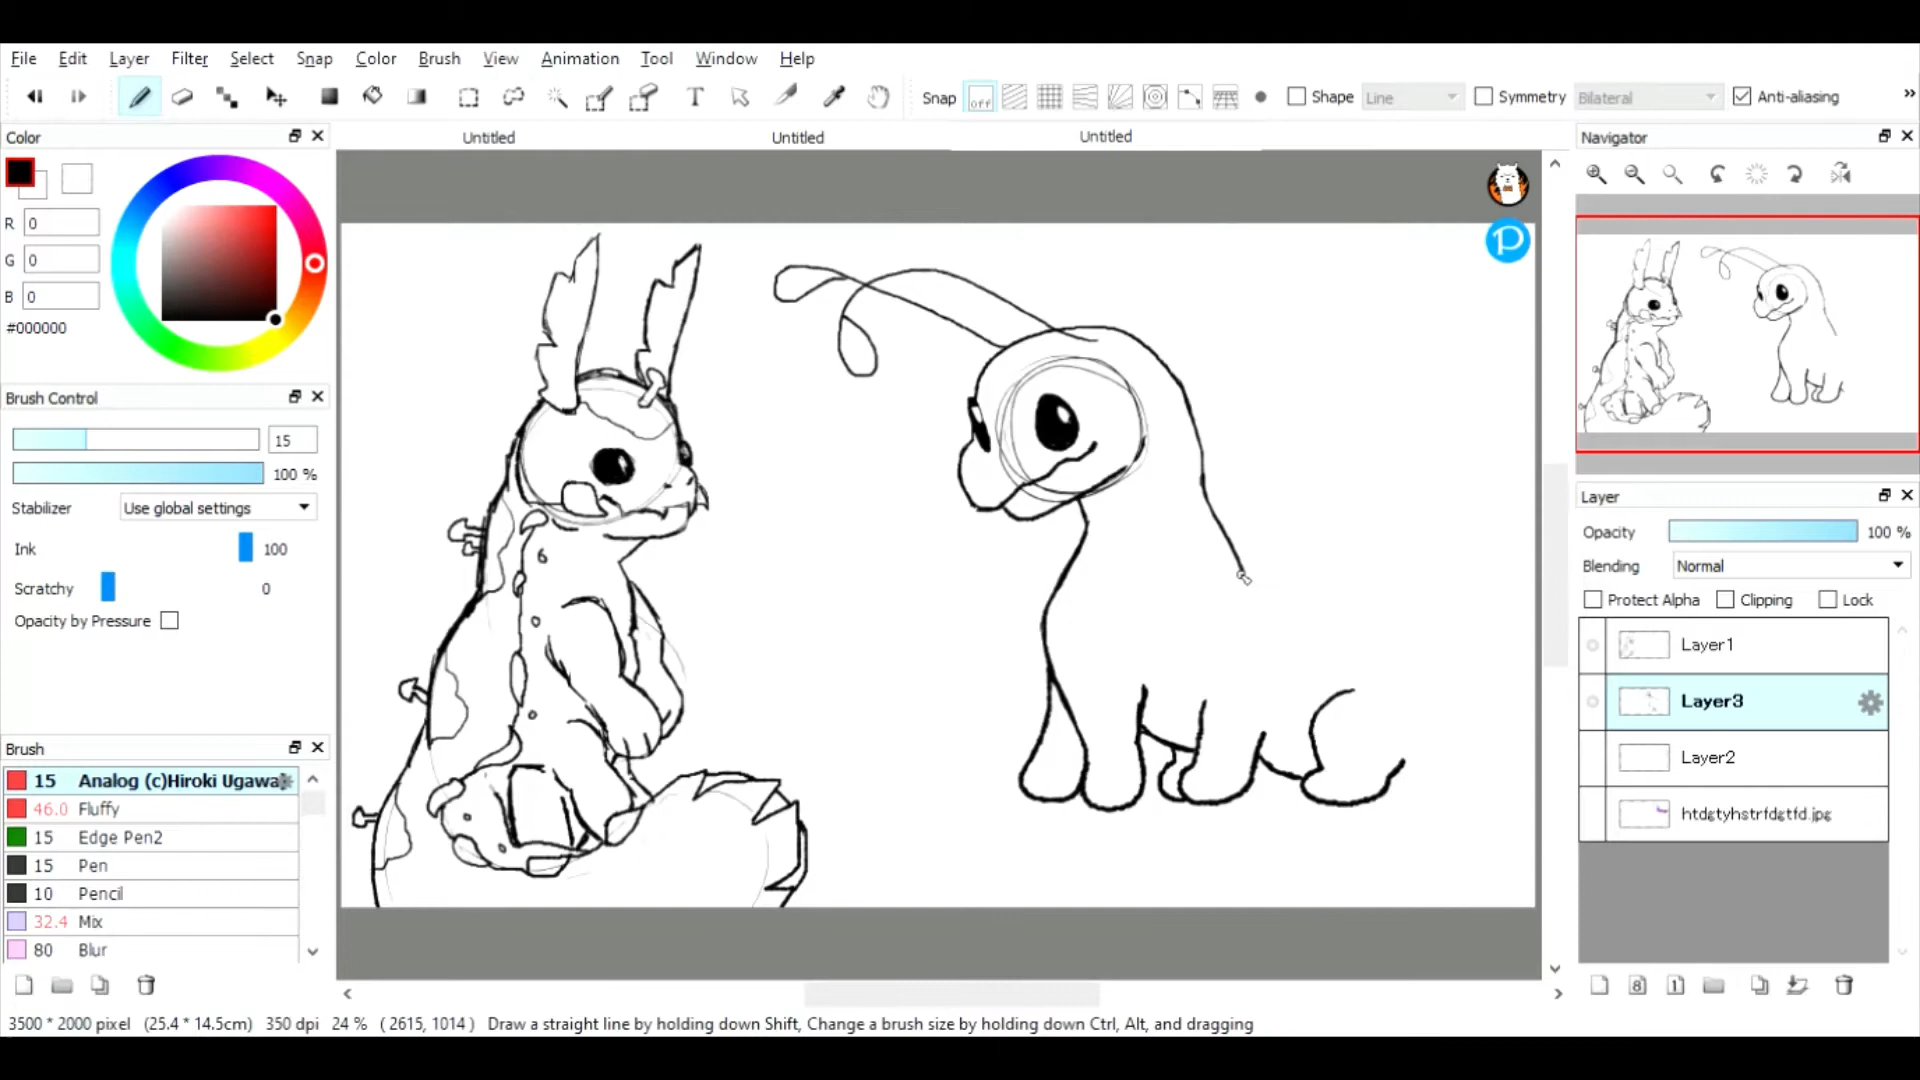 File Edit Layer Filter Select Snap Color Brush View Animation Tool Window Help
T Snap off Shape Line Symmetry Bilateral Anti-aliasing »
Color
Untitled Untitled Untitled
Navigator
R 0
G 0
B 0
#000000
P
Brush Control
15
100 %
Stabilizer Use global settings
Ink 100
Scratchy 0
Opacity by Pressure
Layer
Opacity 100 %
Blending Normal
Protect Alpha Clipping Lock
Layer1
Layer3
Layer2
htdgtyhstrfdgtfd.jpg
Brush
15 Analog (c)Hiroki Ugawa
46.0 Fluffy
15 Edge Pen2
15 Pen
10 Pencil
32.4 Mix
80 Blur
8 1
3500 * 2000 pixel (25.4 * 14.5cm) 350 dpi 24 % ( 2615, 1014 ) Draw a straight line by holding down Shift, Change a brush size by holding down Ctrl, Alt, and dragging